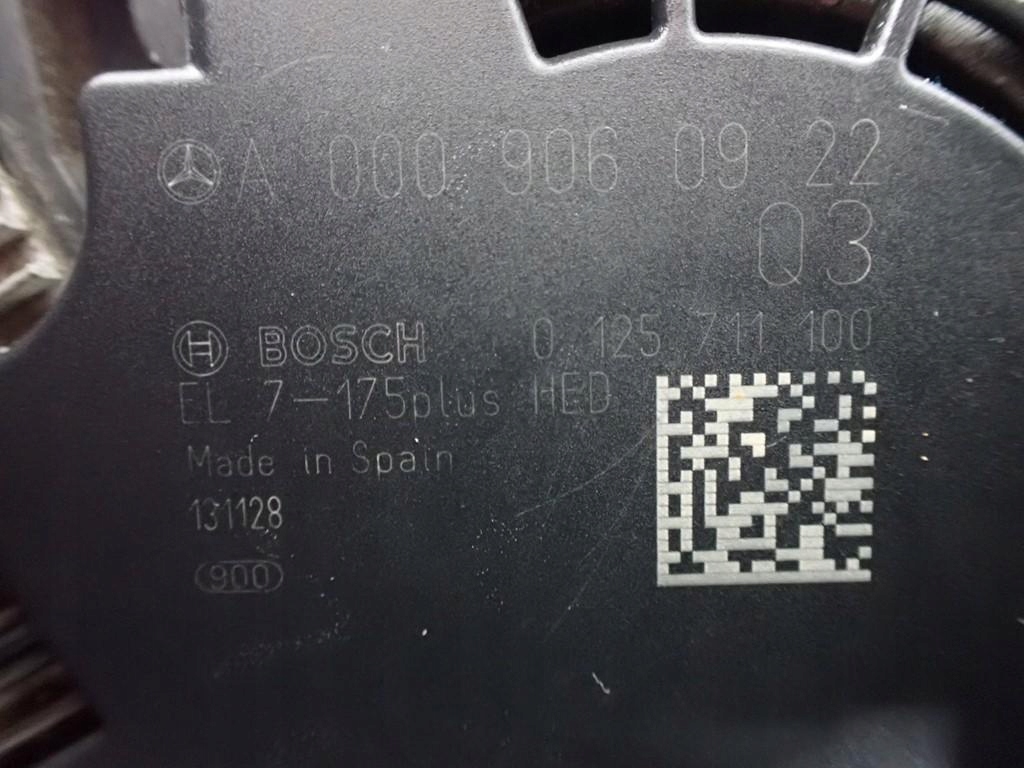 A 000 906 09 22
Q3
BOSCH 0 125 711 100
EL 7-175plus HED
Made in Spain
131128
900